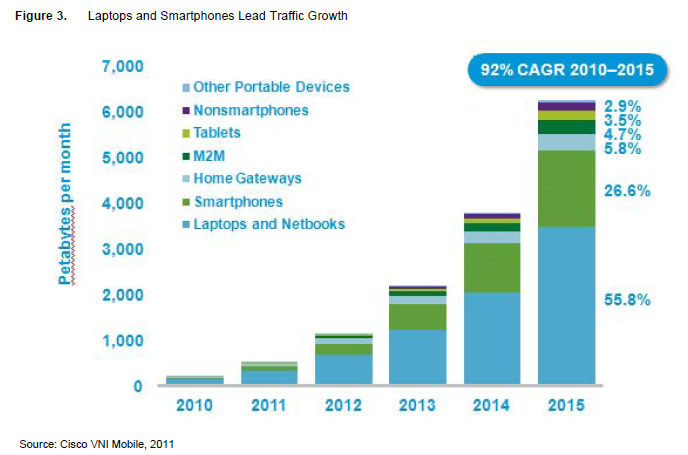 Figure 3. Laptops and Smartphones Lead Traffic Growth
92% CAGR 2010–2015
Petabytes per month
7,000
6,000
5,000
4,000
3,000
2,000
1,000
0
Other Portable Devices
Nonsmartphones
Tablets
M2M
Home Gateways
Smartphones
Laptops and Netbooks
2.9%
3.5%
4.7%
5.8%
26.6%
55.8%
2010 2011 2012 2013 2014 2015
Source: Cisco VNI Mobile, 2011